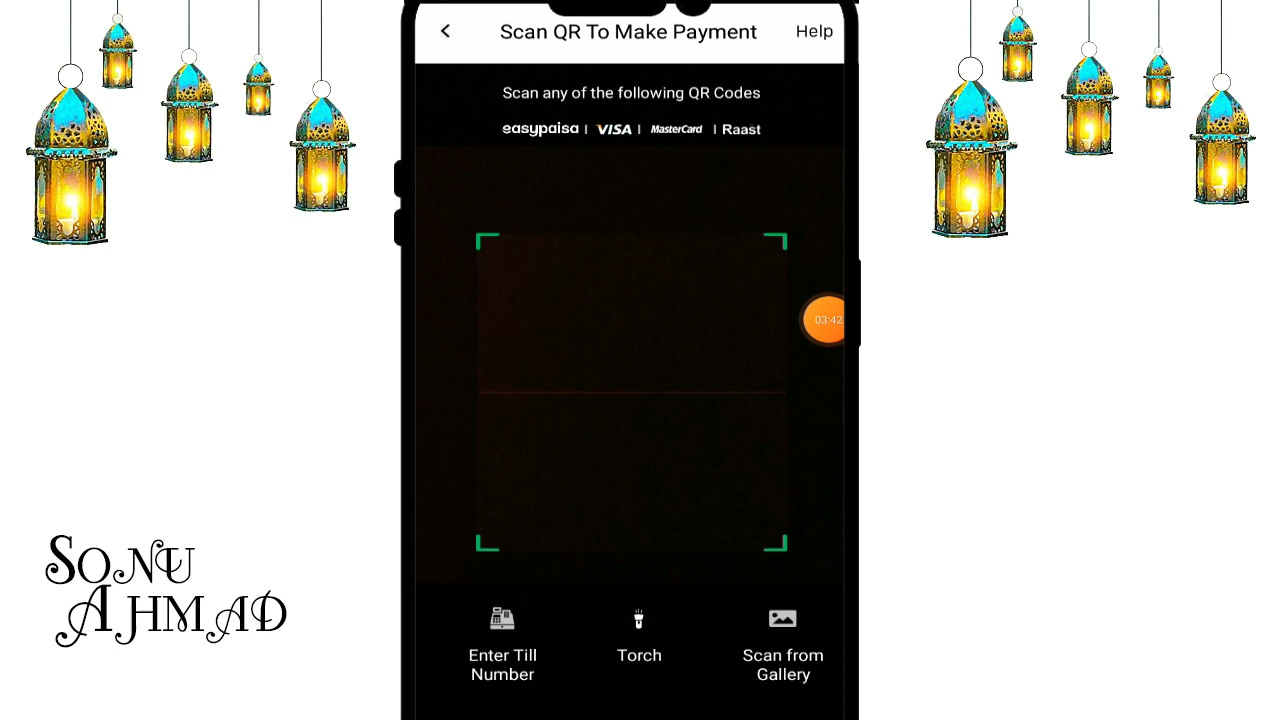 Scan QR To Make Payment Help
Scan any of the following QR Codes
easypaisa | VISA | MasterCard | Raast
03:42
Enter Till Number
Torch
Scan from Gallery
SONU
AHMAD